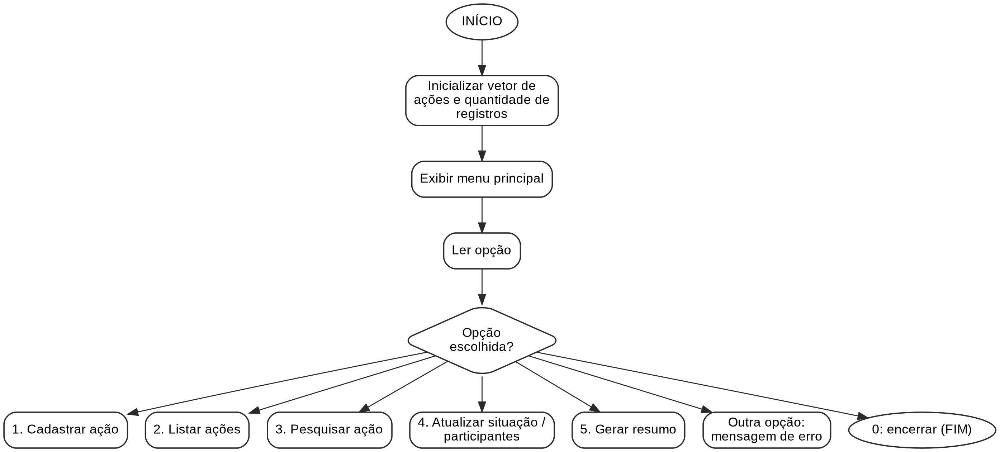 INÍCIO
Inicializar vetor de
ações e quantidade de
registros
Exibir menu principal
Ler opção
Opção
escolhida?
1. Cadastrar ação
2. Listar ações
3. Pesquisar ação
4. Atualizar situação /
participantes
5. Gerar resumo
Outra opção:
mensagem de erro
0: encerrar (FIM)